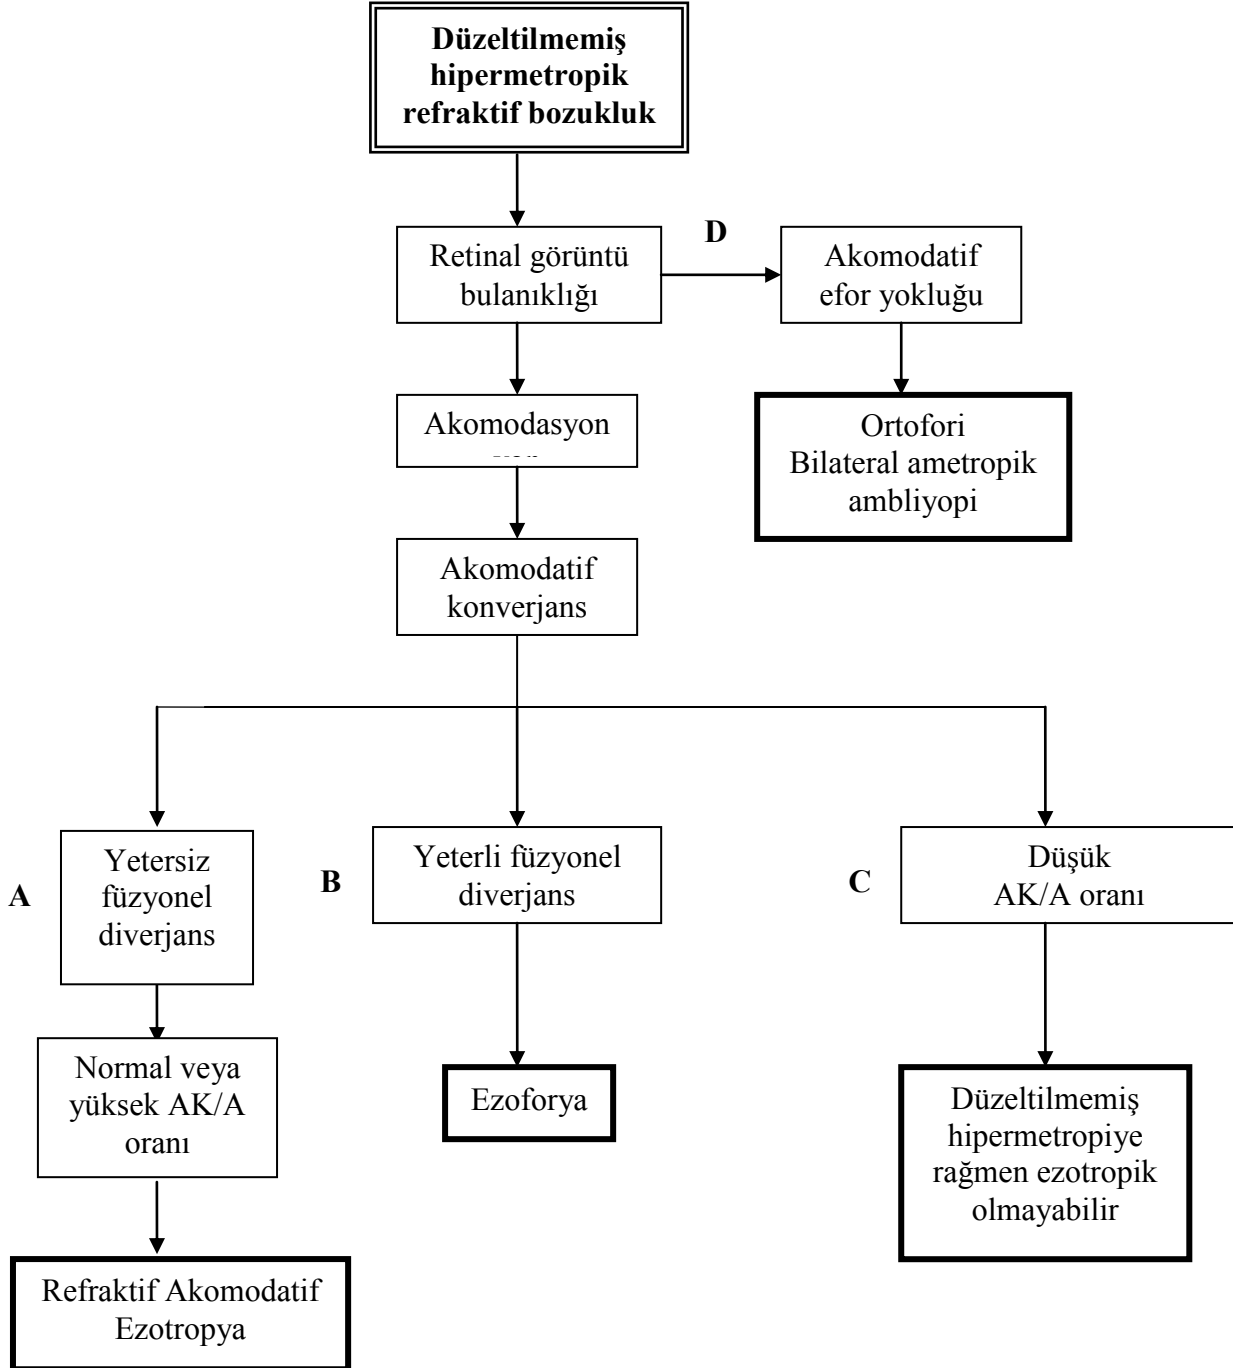 Düzeltilmemiş
hipermetropik
refraktif bozukluk
Retinal görüntü
bulanıklığı
D
Akomodatif
efor yokluğu
Akomodasyon
Ortofori
Bilateral ametropik
ambliyopi
Akomodatif
konverjans
A
Yetersiz
füzyonel
diverjans
B
Yeterli füzyonel
diverjans
C
Düşük
AK/A oranı
Normal veya
yüksek AK/A
oranı
Ezoforya
Düzeltilmemiş
hipermetropiye
rağmen ezotropik
olmayabilir
Refraktif Akomodatif
Ezotropya